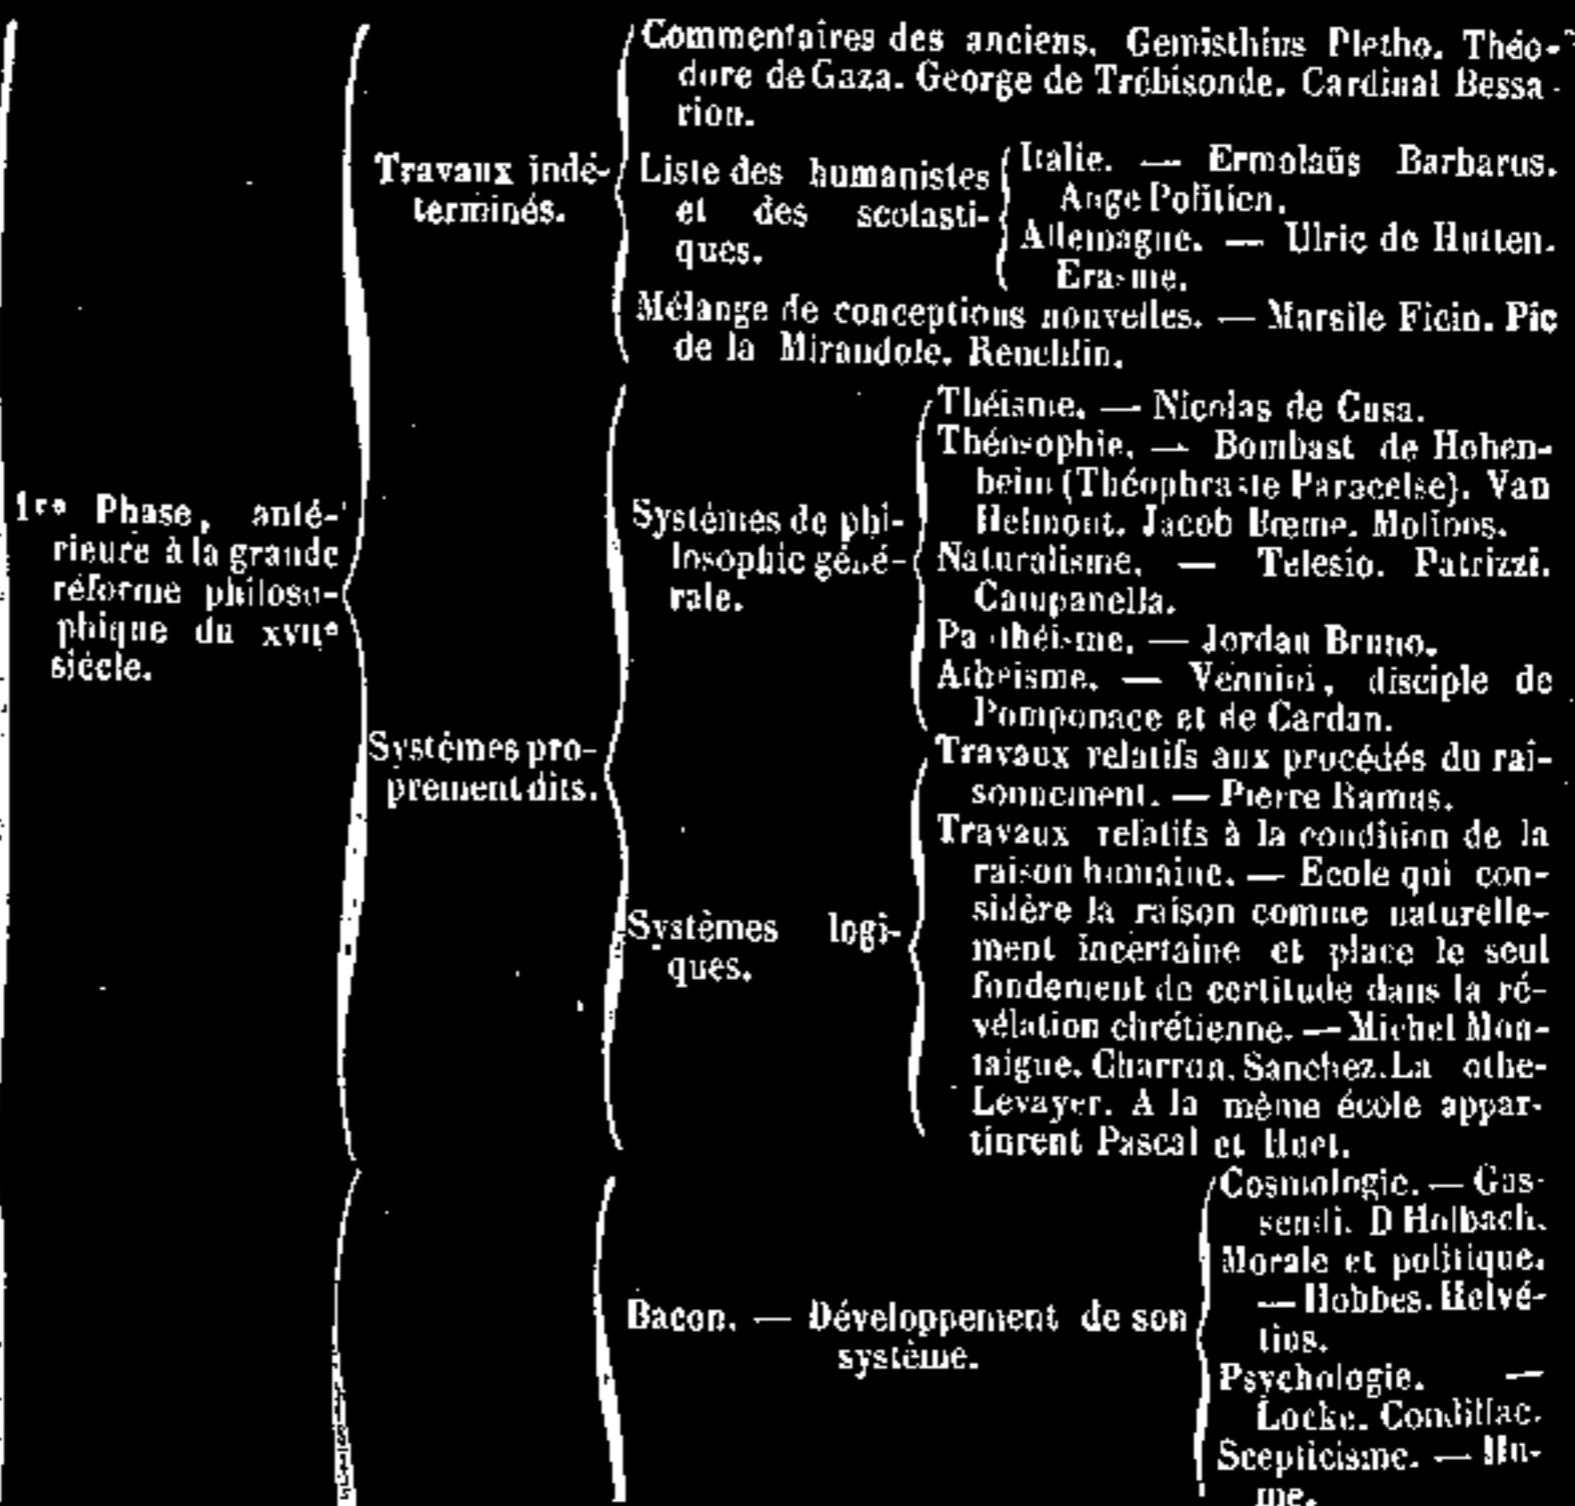 Commentaires des anciens. Gemisthius Pletho. Théo-
dore de Gaza. George de Trébisonde. Cardinal Bessa-
rion.
Travaux indé-
terminés.
Liste des humanistes
et des scolasti-
ques.
Italie. — Ermolaüs Barbarus.
Ange Politien.
Allemagne. — Ulric de Hutten.
Erasme.
Mélange de conceptions nouvelles. — Marsile Ficin. Pic
de la Mirandole. Reuchlin.
1re Phase, anté-
rieure à la grande
réforme philoso-
phique du XVIIe
siècle.
Systèmes pro-
prement dits.
Systèmes de phi-
losophie géné-
rale.
Théisme. — Nicolas de Cusa.
Théosophie. — Bombast de Hohen-
heim (Théophraste Paracelse). Van
Helmont. Jacob Bœme. Molinos.
Naturalisme. — Telesio. Patrizzi.
Campanella.
Panthéisme. — Jordan Bruno.
Athéisme. — Vannini, disciple de
Pomponace et de Cardan.
Systèmes logi-
ques.
Travaux relatifs aux procédés du rai-
sonnement. — Pierre Ramus.
Travaux relatifs à la condition de la
raison humaine. — Ecole qui con-
sidère la raison comme naturelle-
ment incertaine et place le seul
fondement de certitude dans la ré-
vélation chrétienne. — Michel Mon-
taigne. Charron. Sanchez. La othe-
Levayer. A la même école appar-
tinrent Pascal et Huet.
Bacon. — Développement de son
système.
Cosmologie. — Gas-
sendi. D'Holbach.
Morale et politique.
— Hobbes. Helvé-
tius.
Psychologie. —
Locke. Condillac.
Scepticisme. — Hu-
me.